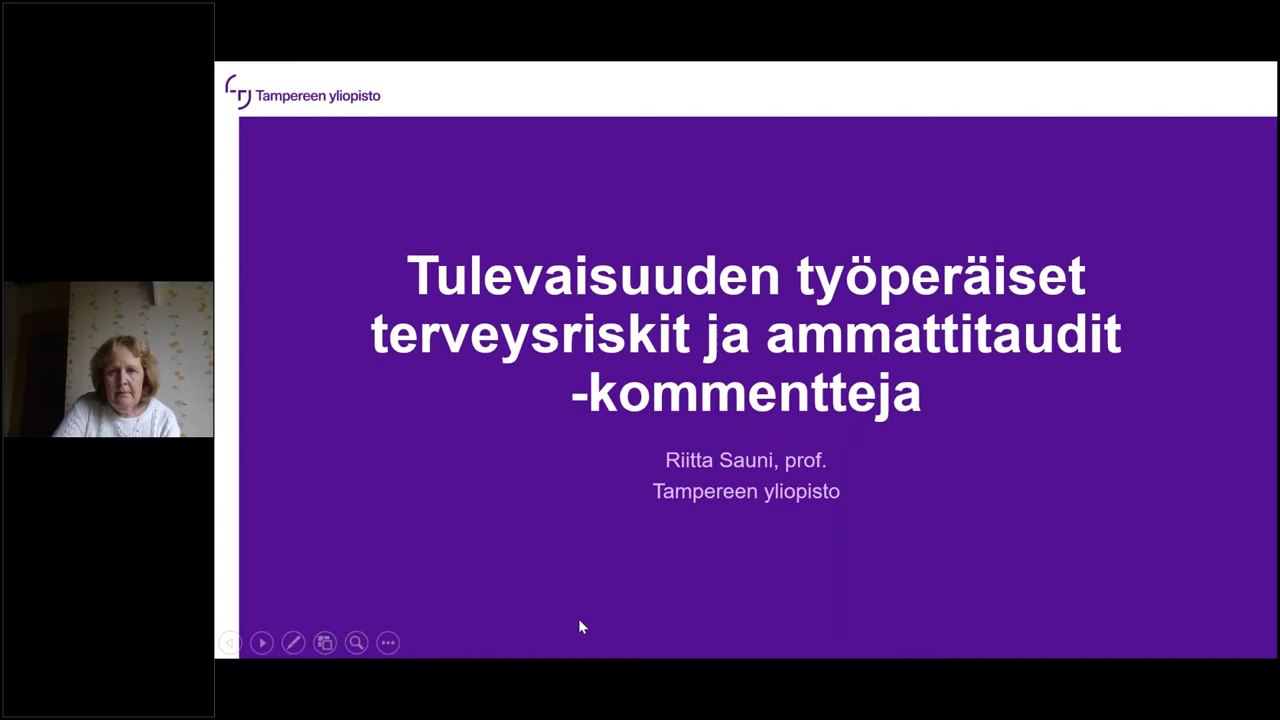 Tampereen yliopisto
Tulevaisuuden työperäiset
terveysriskit ja ammattitaudit
-kommentteja
Riitta Sauni, prof.
Tampereen yliopisto